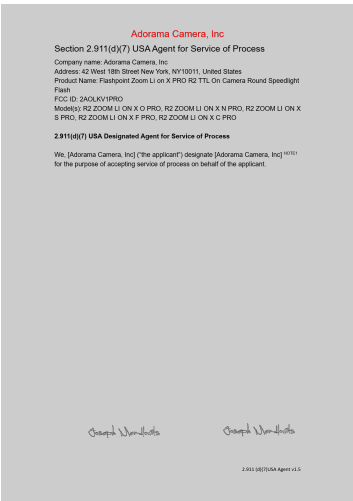 Adorama Camera, Inc
Section 2.911(d)(7) USA Agent for Service of Process
Company name: Adorama Camera, Inc
Address: 42 West 18th Street New York, NY10011, United States
Product Name: Flashpoint Zoom Li on X PRO R2 TTL On Camera Round Speedlight
Flash
FCC ID: 2AOLKV1PRO
Model(s): R2 ZOOM LI ON X O PRO, R2 ZOOM LI ON X N PRO, R2 ZOOM LI ON X
S PRO, R2 ZOOM LI ON X F PRO, R2 ZOOM LI ON X C PRO
2.911(d)(7) USA Designated Agent for Service of Process
We, [Adorama Camera, Inc] ("the applicant") designate [Adorama Camera, Inc] NOTE1
for the purpose of accepting service of process on behalf of the applicant.
Joseph Joseph
2.911 (d)(7)USA Agent v1.5